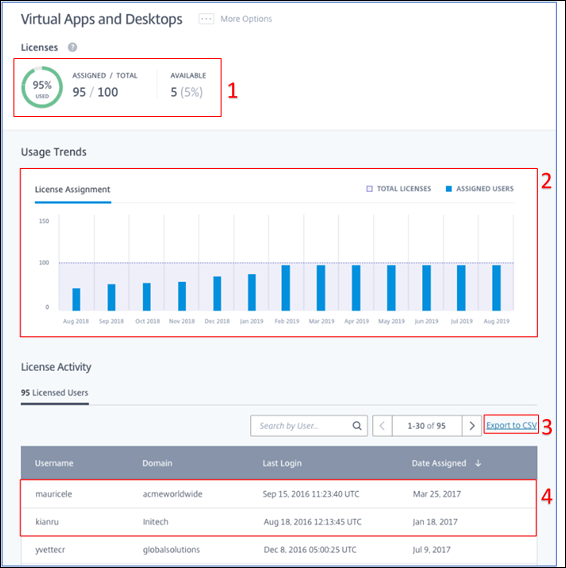 Virtual Apps and Desktops ... More Options
Licenses ?
95% USED
ASSIGNED / TOTAL AVAILABLE
95 / 100 5 (5%)
1
Usage Trends
2
License Assignment TOTAL LICENSES ASSIGNED USERS
150
100
0
Aug 2018 Sep 2018 Oct 2018 Nov 2018 Dec 2018 Jan 2019 Feb 2019 Mar 2019 Apr 2019 May 2019 Jun 2019 Jul 2019 Aug 2019
License Activity
95 Licensed Users
Search by User.. < 1-30 of 95 > Export to CSV 3
Username Domain Last Login Date Assigned ↓
4
mauricele acmeworldwide Sep 15, 2016 11:23:40 UTC Mar 25. 2017
kianru Initech Aug 18, 2016 12:13:45 UTC Jan 18, 2017
yvettecr globalsolutions Dec 8, 2016 05:00:25 UTC Jul 9, 2017